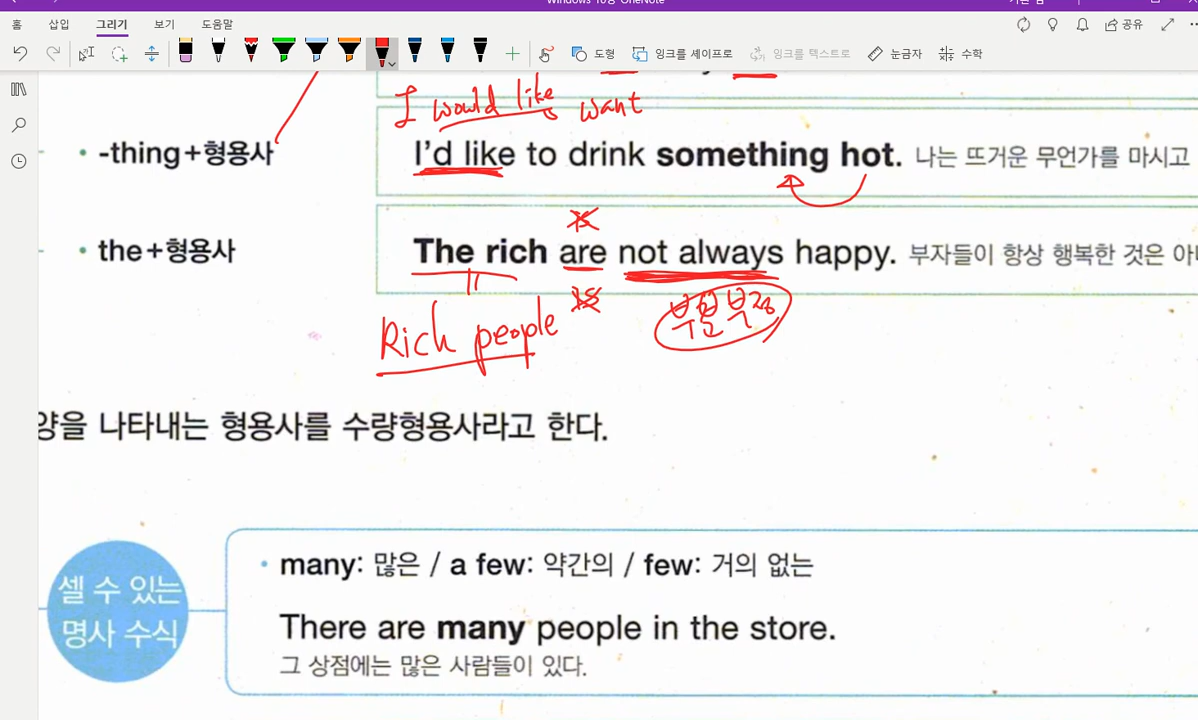 Windows 10용 OneNote
홈 삽입 그리기 보기 도움말
공유
도형 잉크를 셰이프로 잉크를 텍스트로 눈금자 수학
I would like want
• -thing+형용사 I'd like to drink something hot. 나는 뜨거운 무언가를 마시고
• the+형용사 The rich are not always happy. 부자들이 항상 행복한 것은 아
Rich people 부분부정
양을 나타내는 형용사를 수량형용사라고 한다.
셀 수 있는
명사 수식
• many: 많은 / a few: 약간의 / few: 거의 없는
There are many people in the store.
그 상점에는 많은 사람들이 있다.